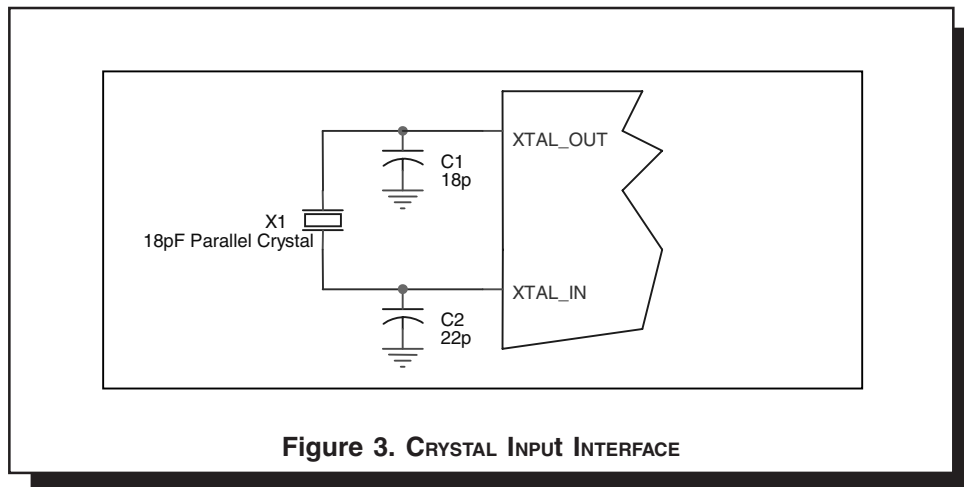 XTAL_OUT
C1
18p
X1
18pF Parallel Crystal
XTAL_IN
C2
22p
Figure 3. CRYSTAL INPUt INTERFACE